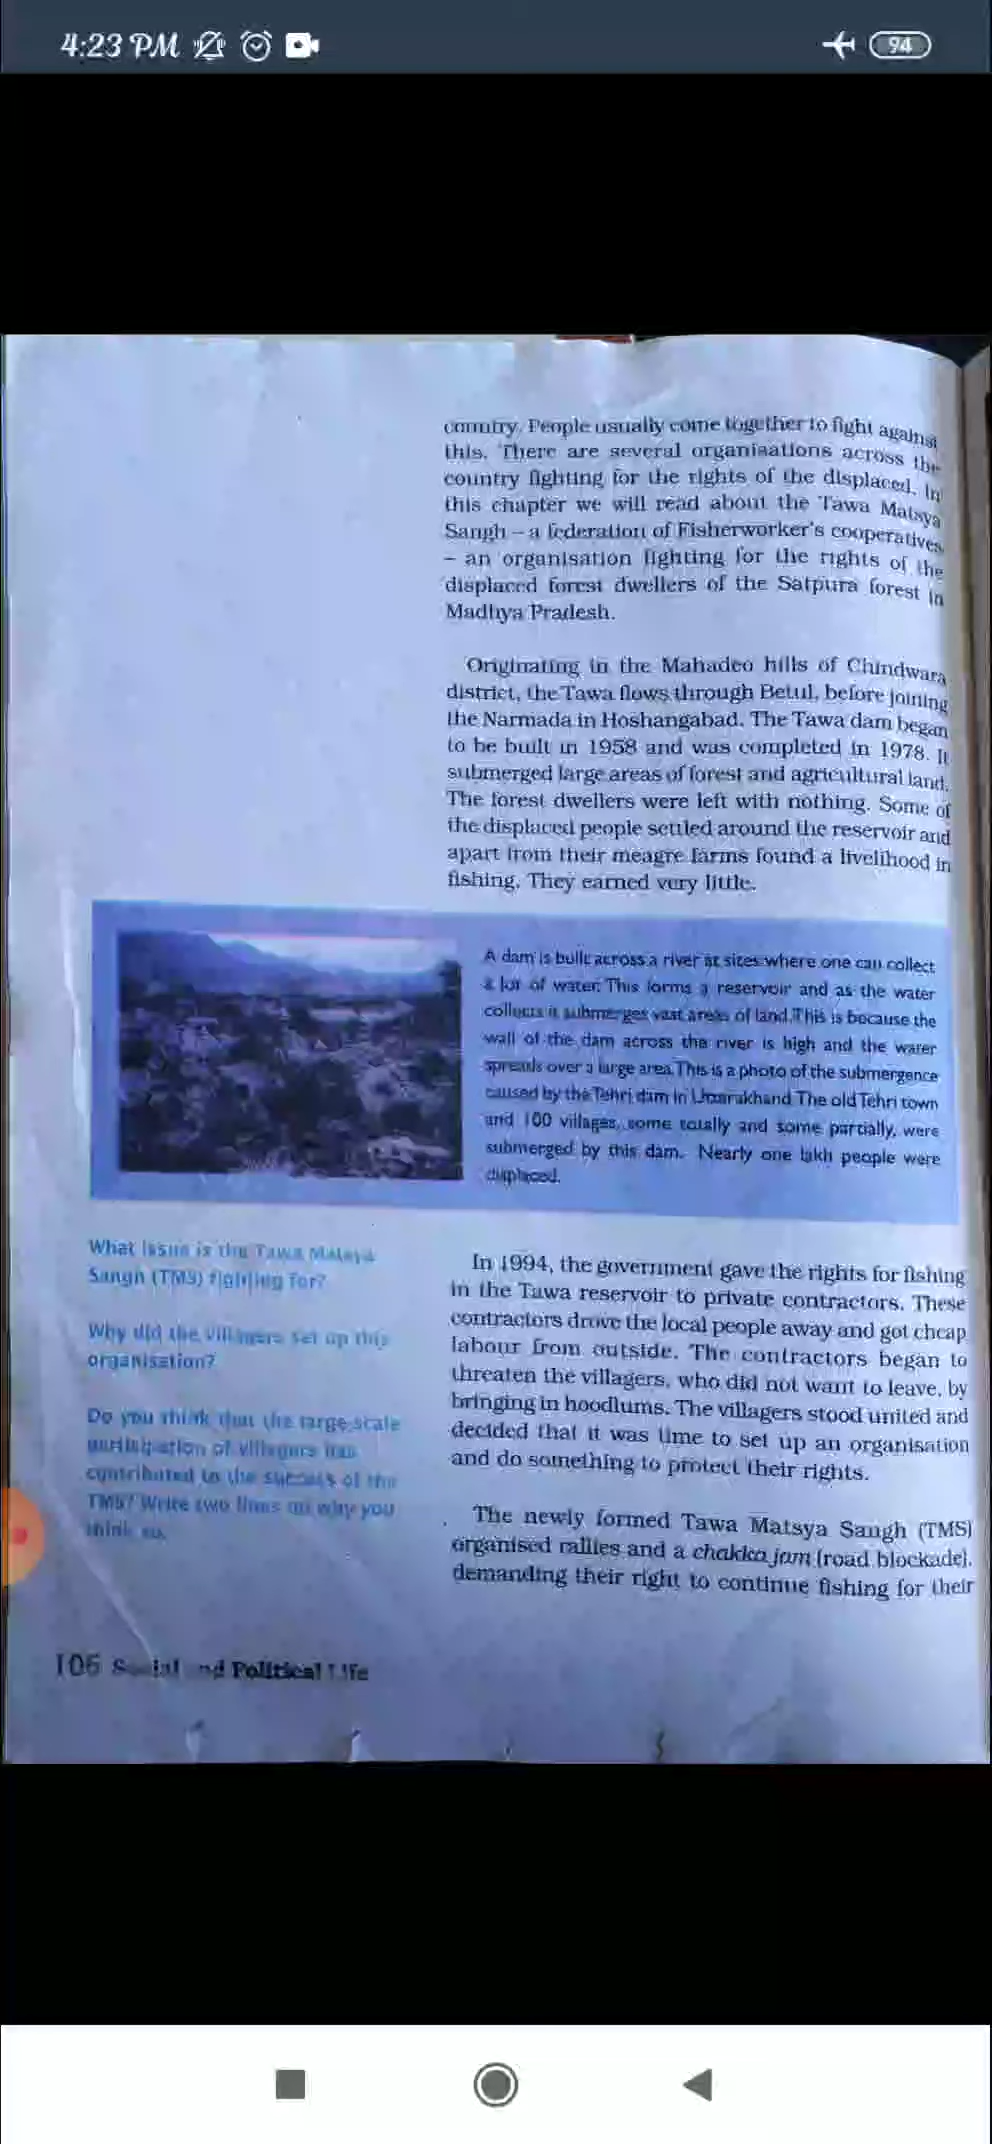 4:23 PM
94
country. People usually come together to fight against
this. There are several organisations across the
country fighting for the rights of the displaced. In
this chapter we will read about the Tawa Matsya
Sangh – a federation of Fisherworker's cooperatives
– an organisation fighting for the rights of the
displaced forest dwellers of the Satpura forest in
Madhya Pradesh.
Originating in the Mahadeo hills of Chindwara
district, the Tawa flows through Betul, before joining
the Narmada in Hoshangabad. The Tawa dam began
to be built in 1958 and was completed in 1978. It
submerged large areas of forest and agricultural land.
The forest dwellers were left with nothing. Some of
the displaced people settled around the reservoir and
apart from their meagre farms found a livelihood in
fishing. They earned very little.
A dam is built across a river at sites where one can collect
a lot of water. This forms a reservoir and as the water
collects it submerges vast areas of land. This is because the
wall of the dam across the river is high and the water
spreads over a large area. This is a photo of the submergence
caused by the Tehri dam in Uttarakhand. The old Tehri town
and 100 villages, some totally and some partially, were
submerged by this dam. Nearly one lakh people were
displaced.
What issue is the Tawa Matsya
Sangh (TMS) fighting for?
Why did the villagers set up this
organisation?
Do you think that the large-scale
participation of villagers has
contributed to the success of the
TMS? Write two lines on why you
think so.
In 1994, the government gave the rights for fishing
in the Tawa reservoir to private contractors. These
contractors drove the local people away and got cheap
labour from outside. The contractors began to
threaten the villagers, who did not want to leave, by
bringing in hoodlums. The villagers stood united and
decided that it was time to set up an organisation
and do something to protect their rights.
The newly formed Tawa Matsya Sangh (TMS)
organised rallies and a chakka jam (road blockade),
demanding their right to continue fishing for their
106 Social and Political Life